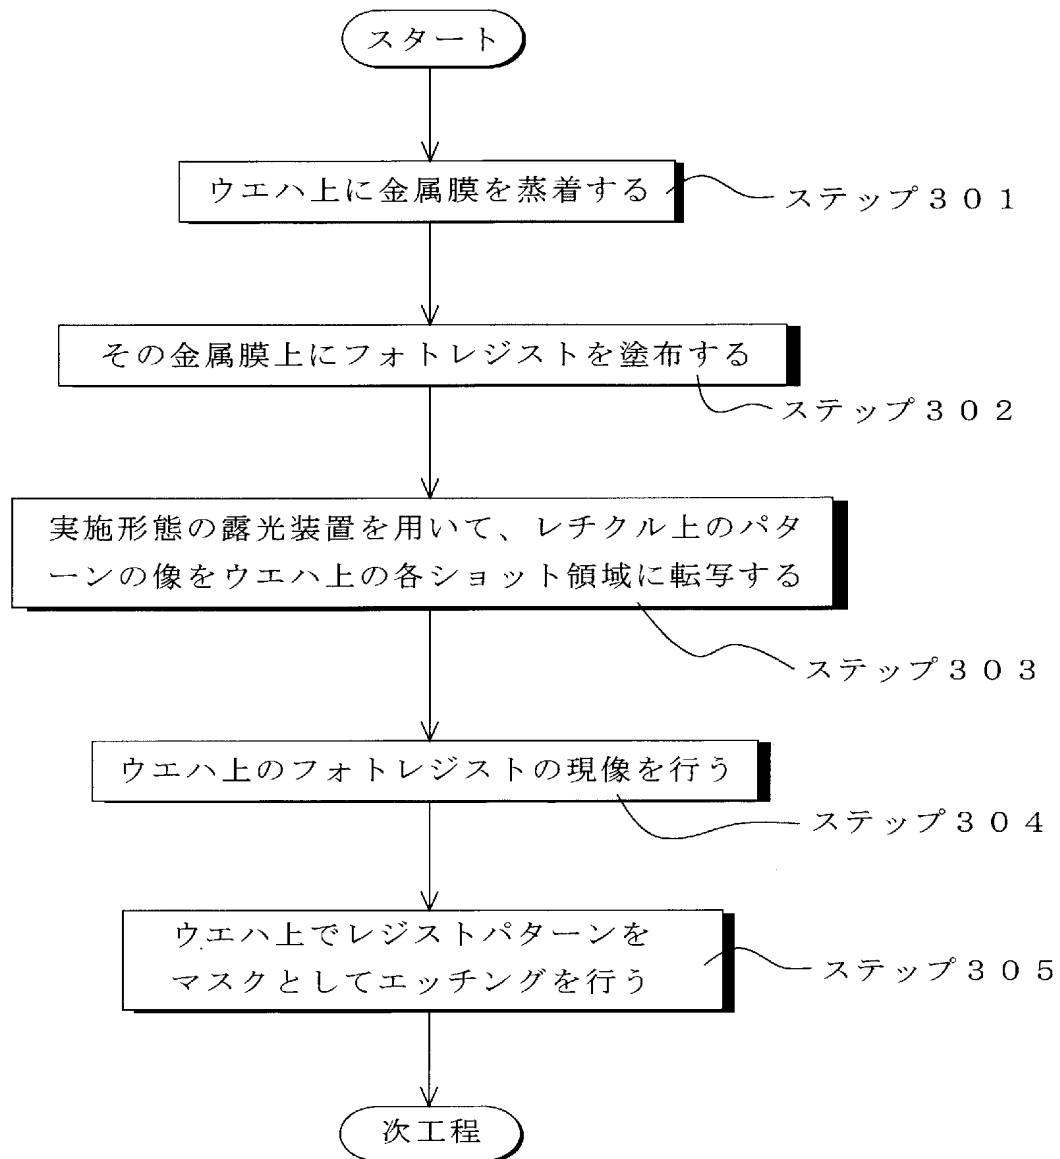 スタート
ウエハ上に金属膜を蒸着する
ステップ３０１
その金属膜上にフォトレジストを塗布する
ステップ３０２
実施形態の露光装置を用いて、レチクル上のパタ
ーンの像をウエハ上の各ショット領域に転写する
ステップ３０３
ウエハ上のフォトレジストの現像を行う
ステップ３０４
ウエハ上でレジストパターンを
マスクとしてエッチングを行う
ステップ３０５
次工程